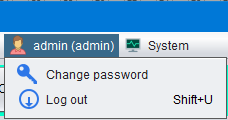 admin (admin) System
Change password
Log out Shift+U